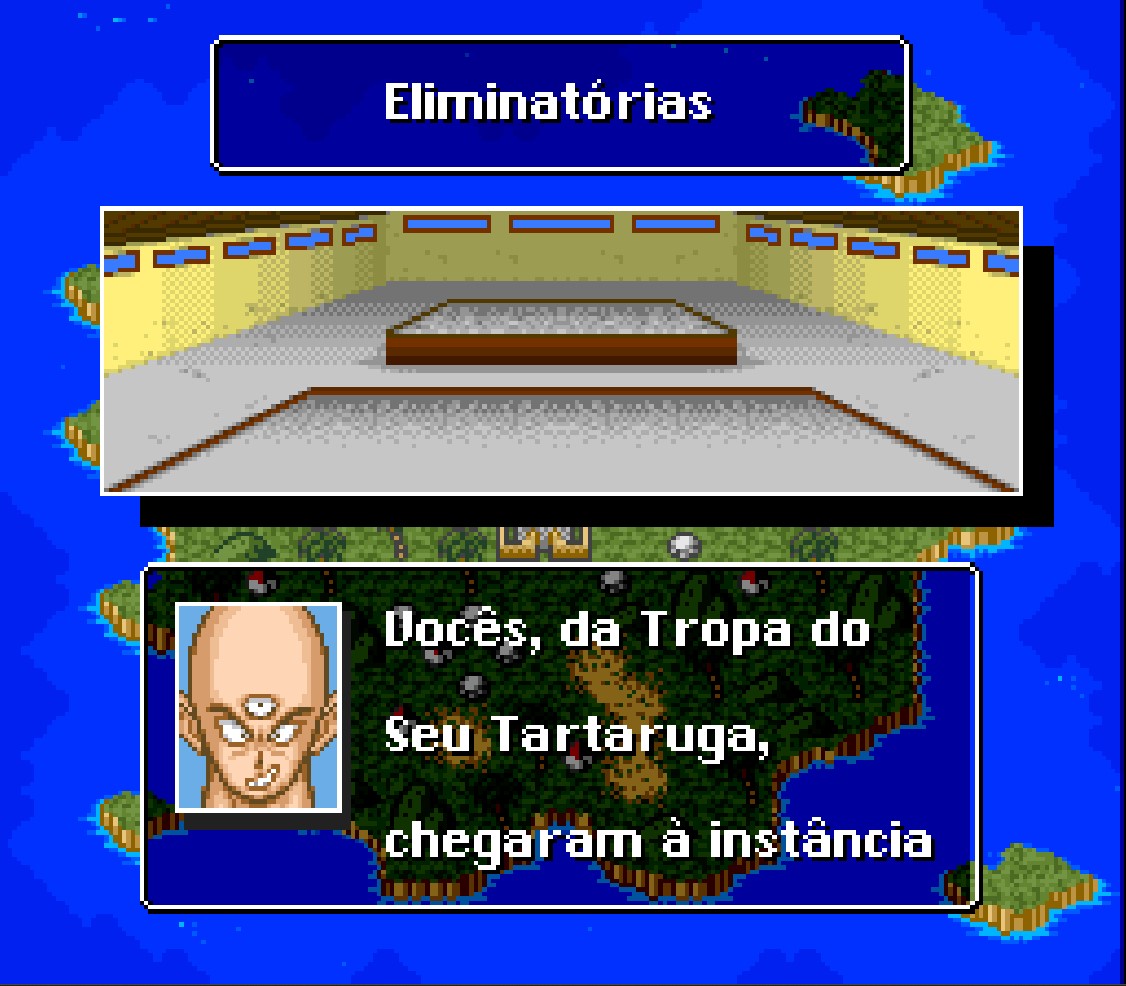 Eliminatórias
Vocês, da Tropa do
Seu Tartaruga,
chegaram à instância